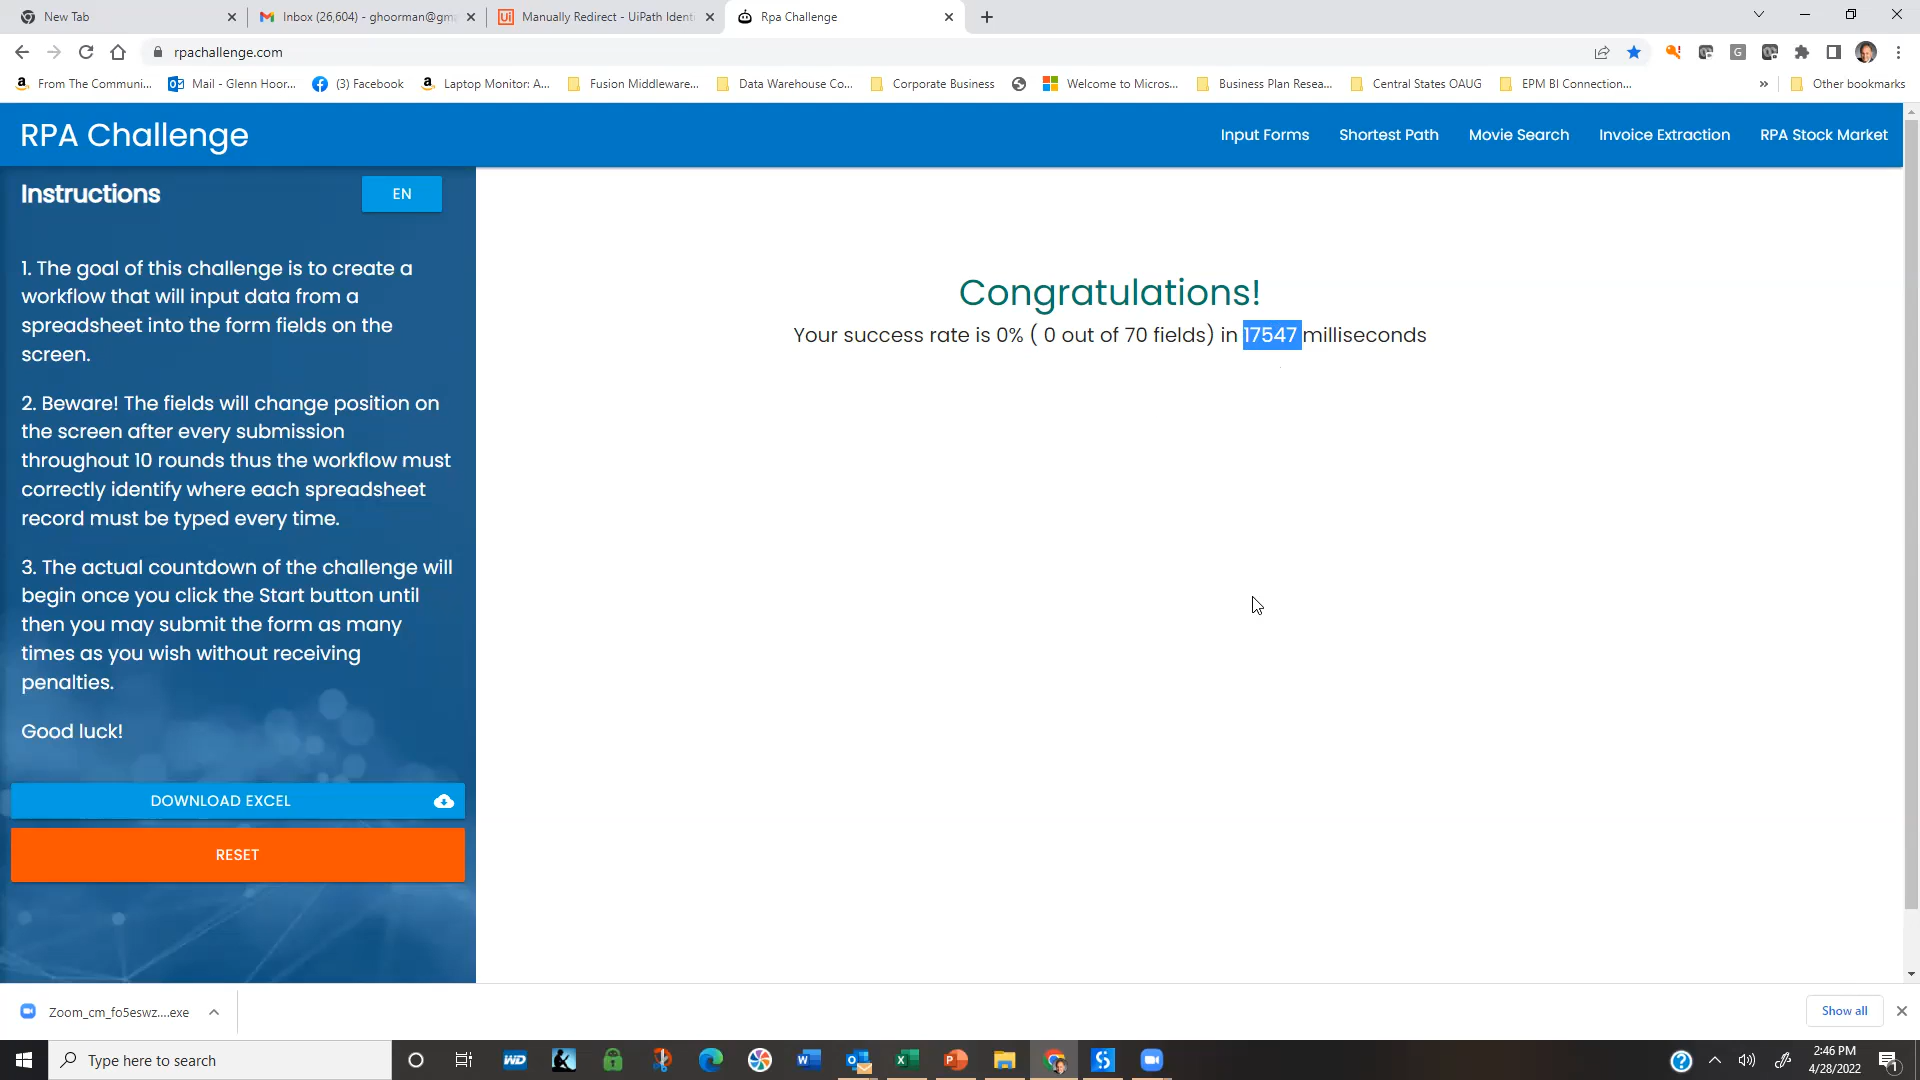 New Tab
Inbox (26,604) - ghoorman@gm
Manually Redirect - UiPath Ident
Rpa Challenge
rpachallenge.com
From The Communi...
Mail - Glenn Hoor...
(3) Facebook
Laptop Monitor: A...
Fusion Middleware...
Data Warehouse Co...
Corporate Business
Welcome to Micros...
Business Plan Resea...
Central States OAUG
EPM BI Connection...
»
Other bookmarks
RPA Challenge
Input Forms
Shortest Path
Movie Search
Invoice Extraction
RPA Stock Market
Instructions
EN
1. The goal of this challenge is to create a
workflow that will input data from a
spreadsheet into the form fields on the
screen.
2. Beware! The fields will change position on
the screen after every submission
throughout 10 rounds thus the workflow must
correctly identify where each spreadsheet
record must be typed every time.
3. The actual countdown of the challenge will
begin once you click the Start button until
then you may submit the form as many
times as you wish without receiving
penalties.
Good luck!
DOWNLOAD EXCEL
RESET
Congratulations!
Your success rate is 0% ( 0 out of 70 fields) in 17547 milliseconds
Zoom_cm_fo5eswz....exe
Show all
Type here to search
2:46 PM
4/28/2022